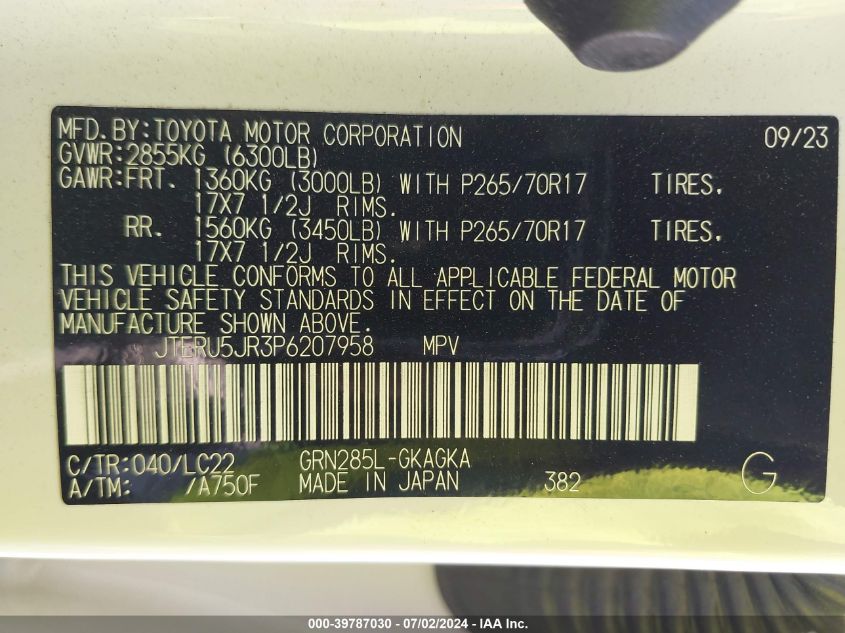 MFD.BY:TOYOTA MOTOR CORPORATION 09/23
GVWR:2855KG (6300LB)
GAWR:FRT. 1360KG (3000LB) WITH P265/70R17 TIRES.
17X7 1/2J RIMS.
RR. 1560KG (3450LB) WITH P265/70R17 TIRES.
17X7 1/2J RIMS.
THIS VEHICLE CONFORMS TO ALL APPLICABLE FEDERAL MOTOR
VEHICLE SAFETY STANDARDS IN EFFECT ON THE DATE OF
MANUFACTURE SHOWN ABOVE.
JTERU5JR3P6207958 MPV
C/TR:040/LC22 GRN285L-GKAGKA
A/TM: /A750F MADE IN JAPAN 382 G
000-39787030 - 07/02/2024 - IAA Inc.